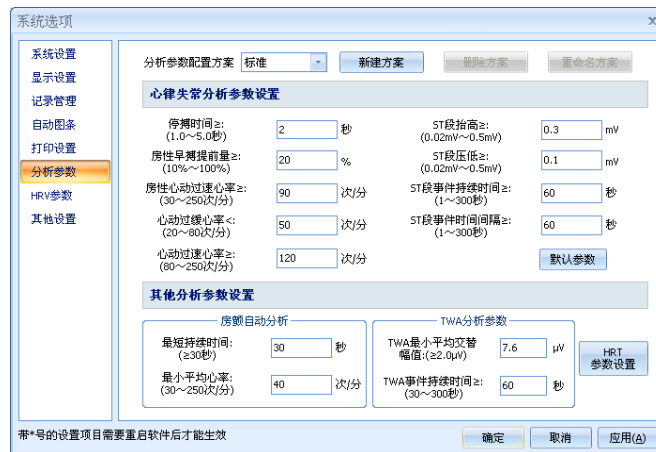 系统选项
x
系统设置
显示设置
记录管理
自动图条
打印设置
分析参数
HRV参数
其他设置
分析参数配置方案 标准 新建方案 删除方案 重命名方案
心律失常分析参数设置
停搏时间≥: 2 秒 ST段抬高≥: 0.3 mV
(1.0～5.0秒) (0.02mV～0.5mV)
房性早搏提前量≥: 20 % ST段压低≥: 0.1 mV
(10%～100%) (0.02mV～0.5mV)
房性心动过速心率≥: 90 次/分 ST段事件持续时间≥: 60 秒
(30～250次/分) (1～300秒)
心动过缓心率<: 50 次/分 ST段事件时间间隔≥: 60 秒
(20～80次/分) (1～300秒)
心动过速心率≥: 120 次/分 默认参数
(80～250次/分)
其他分析参数设置
房颤自动分析 TWA分析参数
最短持续时间: 30 秒 TWA最小平均交替 7.6 μV
(≥30秒) 幅值:(≥2.0μV)
HRT
参数设置
最小平均心率: 40 次/分 TWA事件持续时间≥: 60 秒
(30～250次/分) (30～300秒)
带*号的设置项目需要重启软件后才能生效 确定 取消 应用(A)